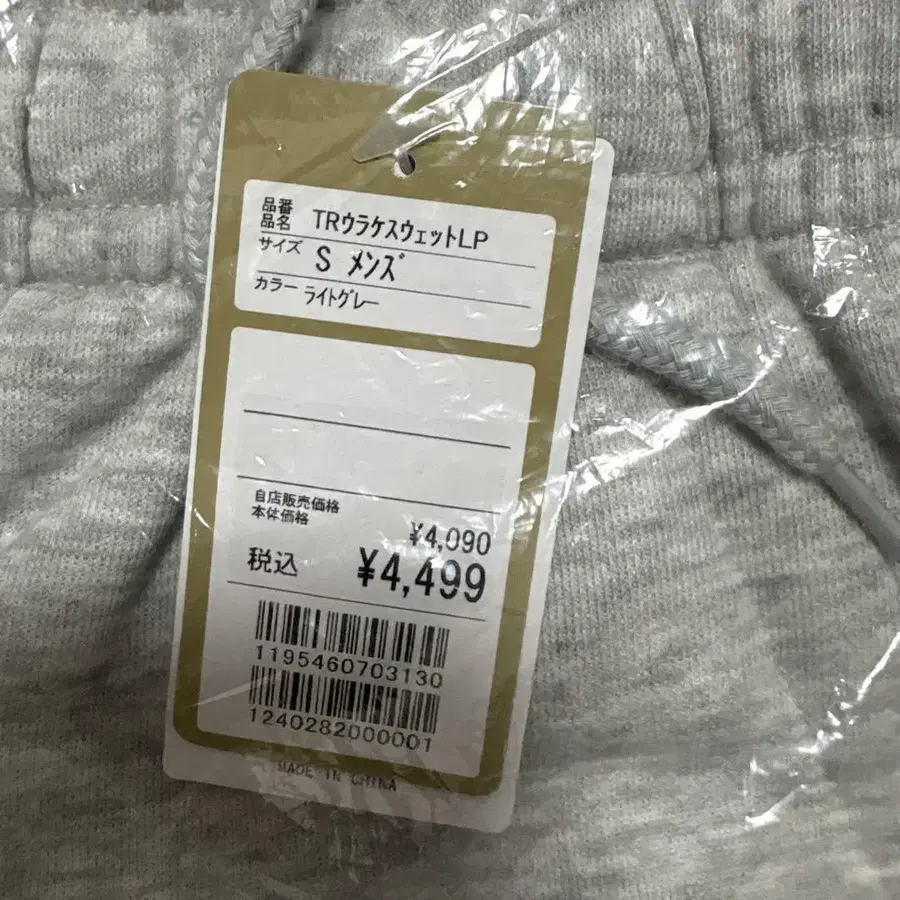 品番
品名 TRウラケスウェットLP
サイズ S メンズ
カラー ライトグレー
自店販売価格
本体価格 ¥4,090
税込 ¥4,499
1195460703130
1240282000001
MADE IN CHINA